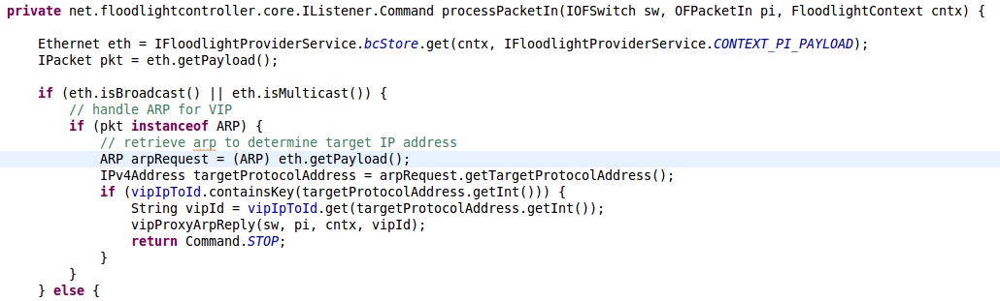 private net.floodlightcontroller.core.IListener.Command processPacketIn(IOFSwitch sw, OFPacketIn pi, FloodlightContext cntx) {
Ethernet eth = IFloodlightProviderService.bcStore.get(cntx, IFloodlightProviderService.CONTEXT_PI_PAYLOAD);
IPacket pkt = eth.getPayload();
if (eth.isBroadcast() || eth.isMulticast()) {
// handle ARP for VIP
if (pkt instanceof ARP) {
// retrieve arp to determine target IP address
ARP arpRequest = (ARP) eth.getPayload();
IPv4Address targetProtocolAddress = arpRequest.getTargetProtocolAddress();
if (vipIpToId.containsKey(targetProtocolAddress.getInt())) {
String vipId = vipIpToId.get(targetProtocolAddress.getInt());
vipProxyArpReply(sw, pi, cntx, vipId);
return Command.STOP;
}
}
} else {